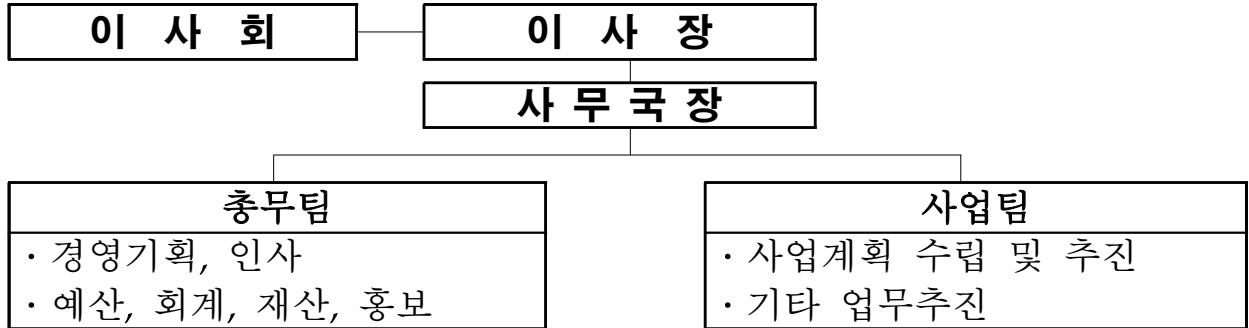 이 사 회
이 사 장
사 무 국 장
총무팀
· 경영기획, 인사
· 예산, 회계, 재산, 홍보
사업팀
· 사업계획 수립 및 추진
· 기타 업무추진